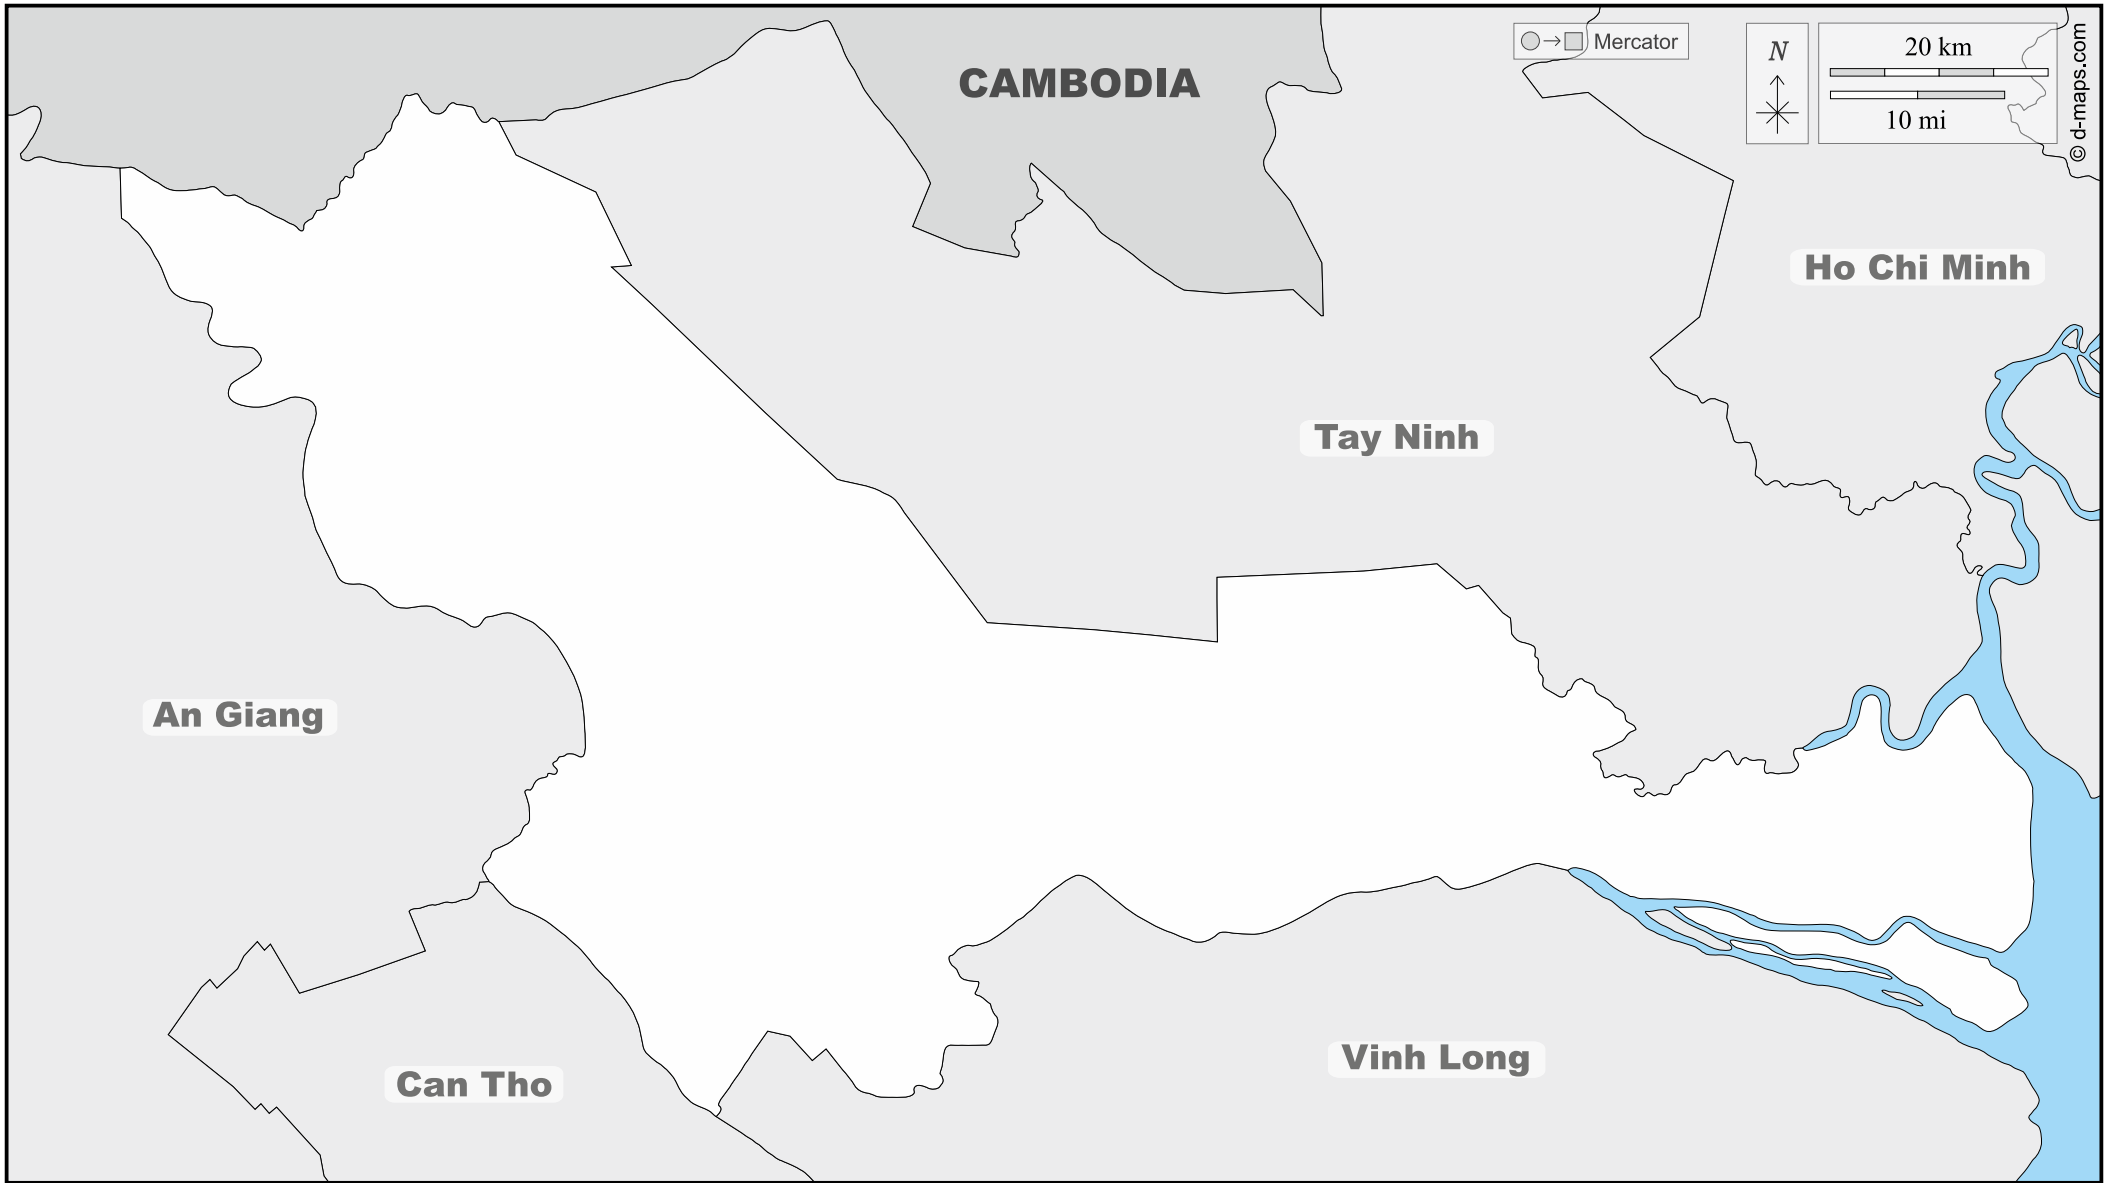 CAMBODIA
Mercator
N
20 km
10 mi
© d-maps.com
Ho Chi Minh
Tay Ninh
An Giang
Vinh Long
Can Tho